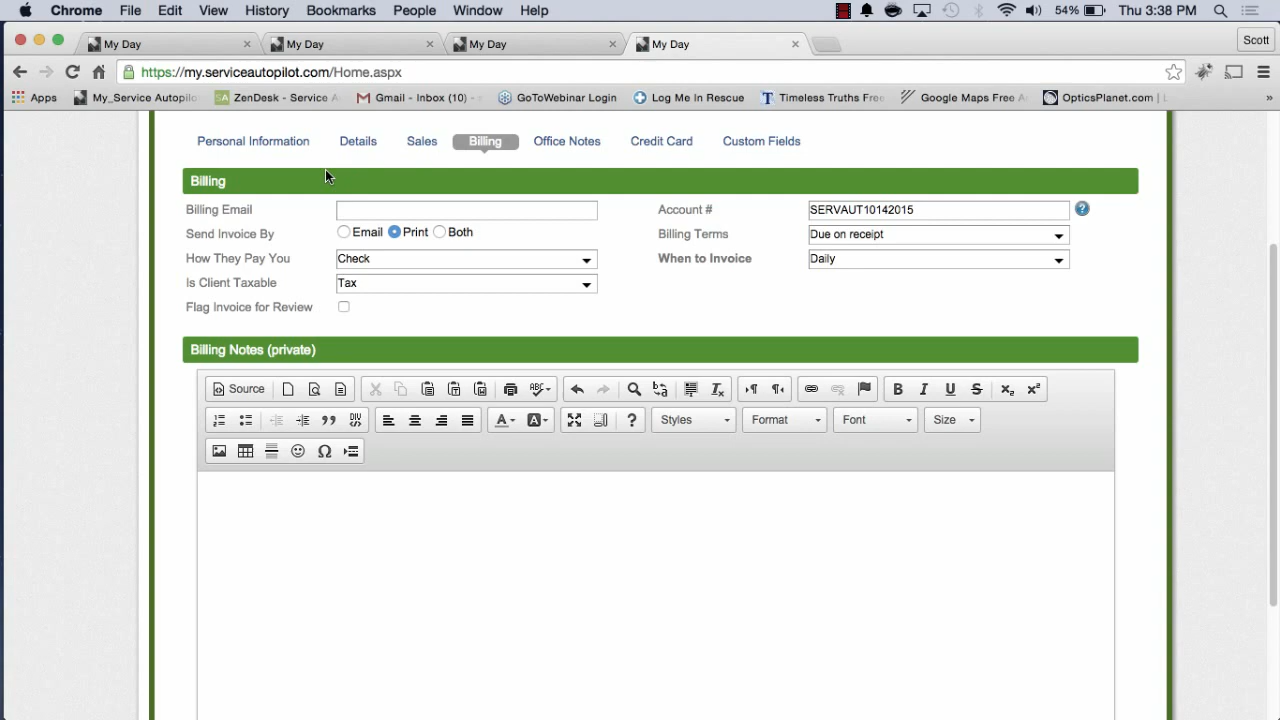 Chrome File Edit View History Bookmarks People Window Help 54% Thu 3:38 PM
My Day My Day My Day My Day Scott
https://my.serviceautopilot.com/Home.aspx
Apps My_Service Autopilo ZenDesk - Service A Gmail - Inbox (10) - GoToWebinar Login Log Me In Rescue Timeless Truths Fre Google Maps Free A OpticsPlanet.com | L »
Personal Information Details Sales Billing Office Notes Credit Card Custom Fields
Billing
Billing Email Account # SERVAUT10142015 ?
Send Invoice By Email Print Both Billing Terms Due on receipt
How They Pay You Check When to Invoice Daily
Is Client Taxable Tax
Flag Invoice for Review
Billing Notes (private)
Source ABC B I U S X₂ X²
A A ? Styles Format Font Size
Ω